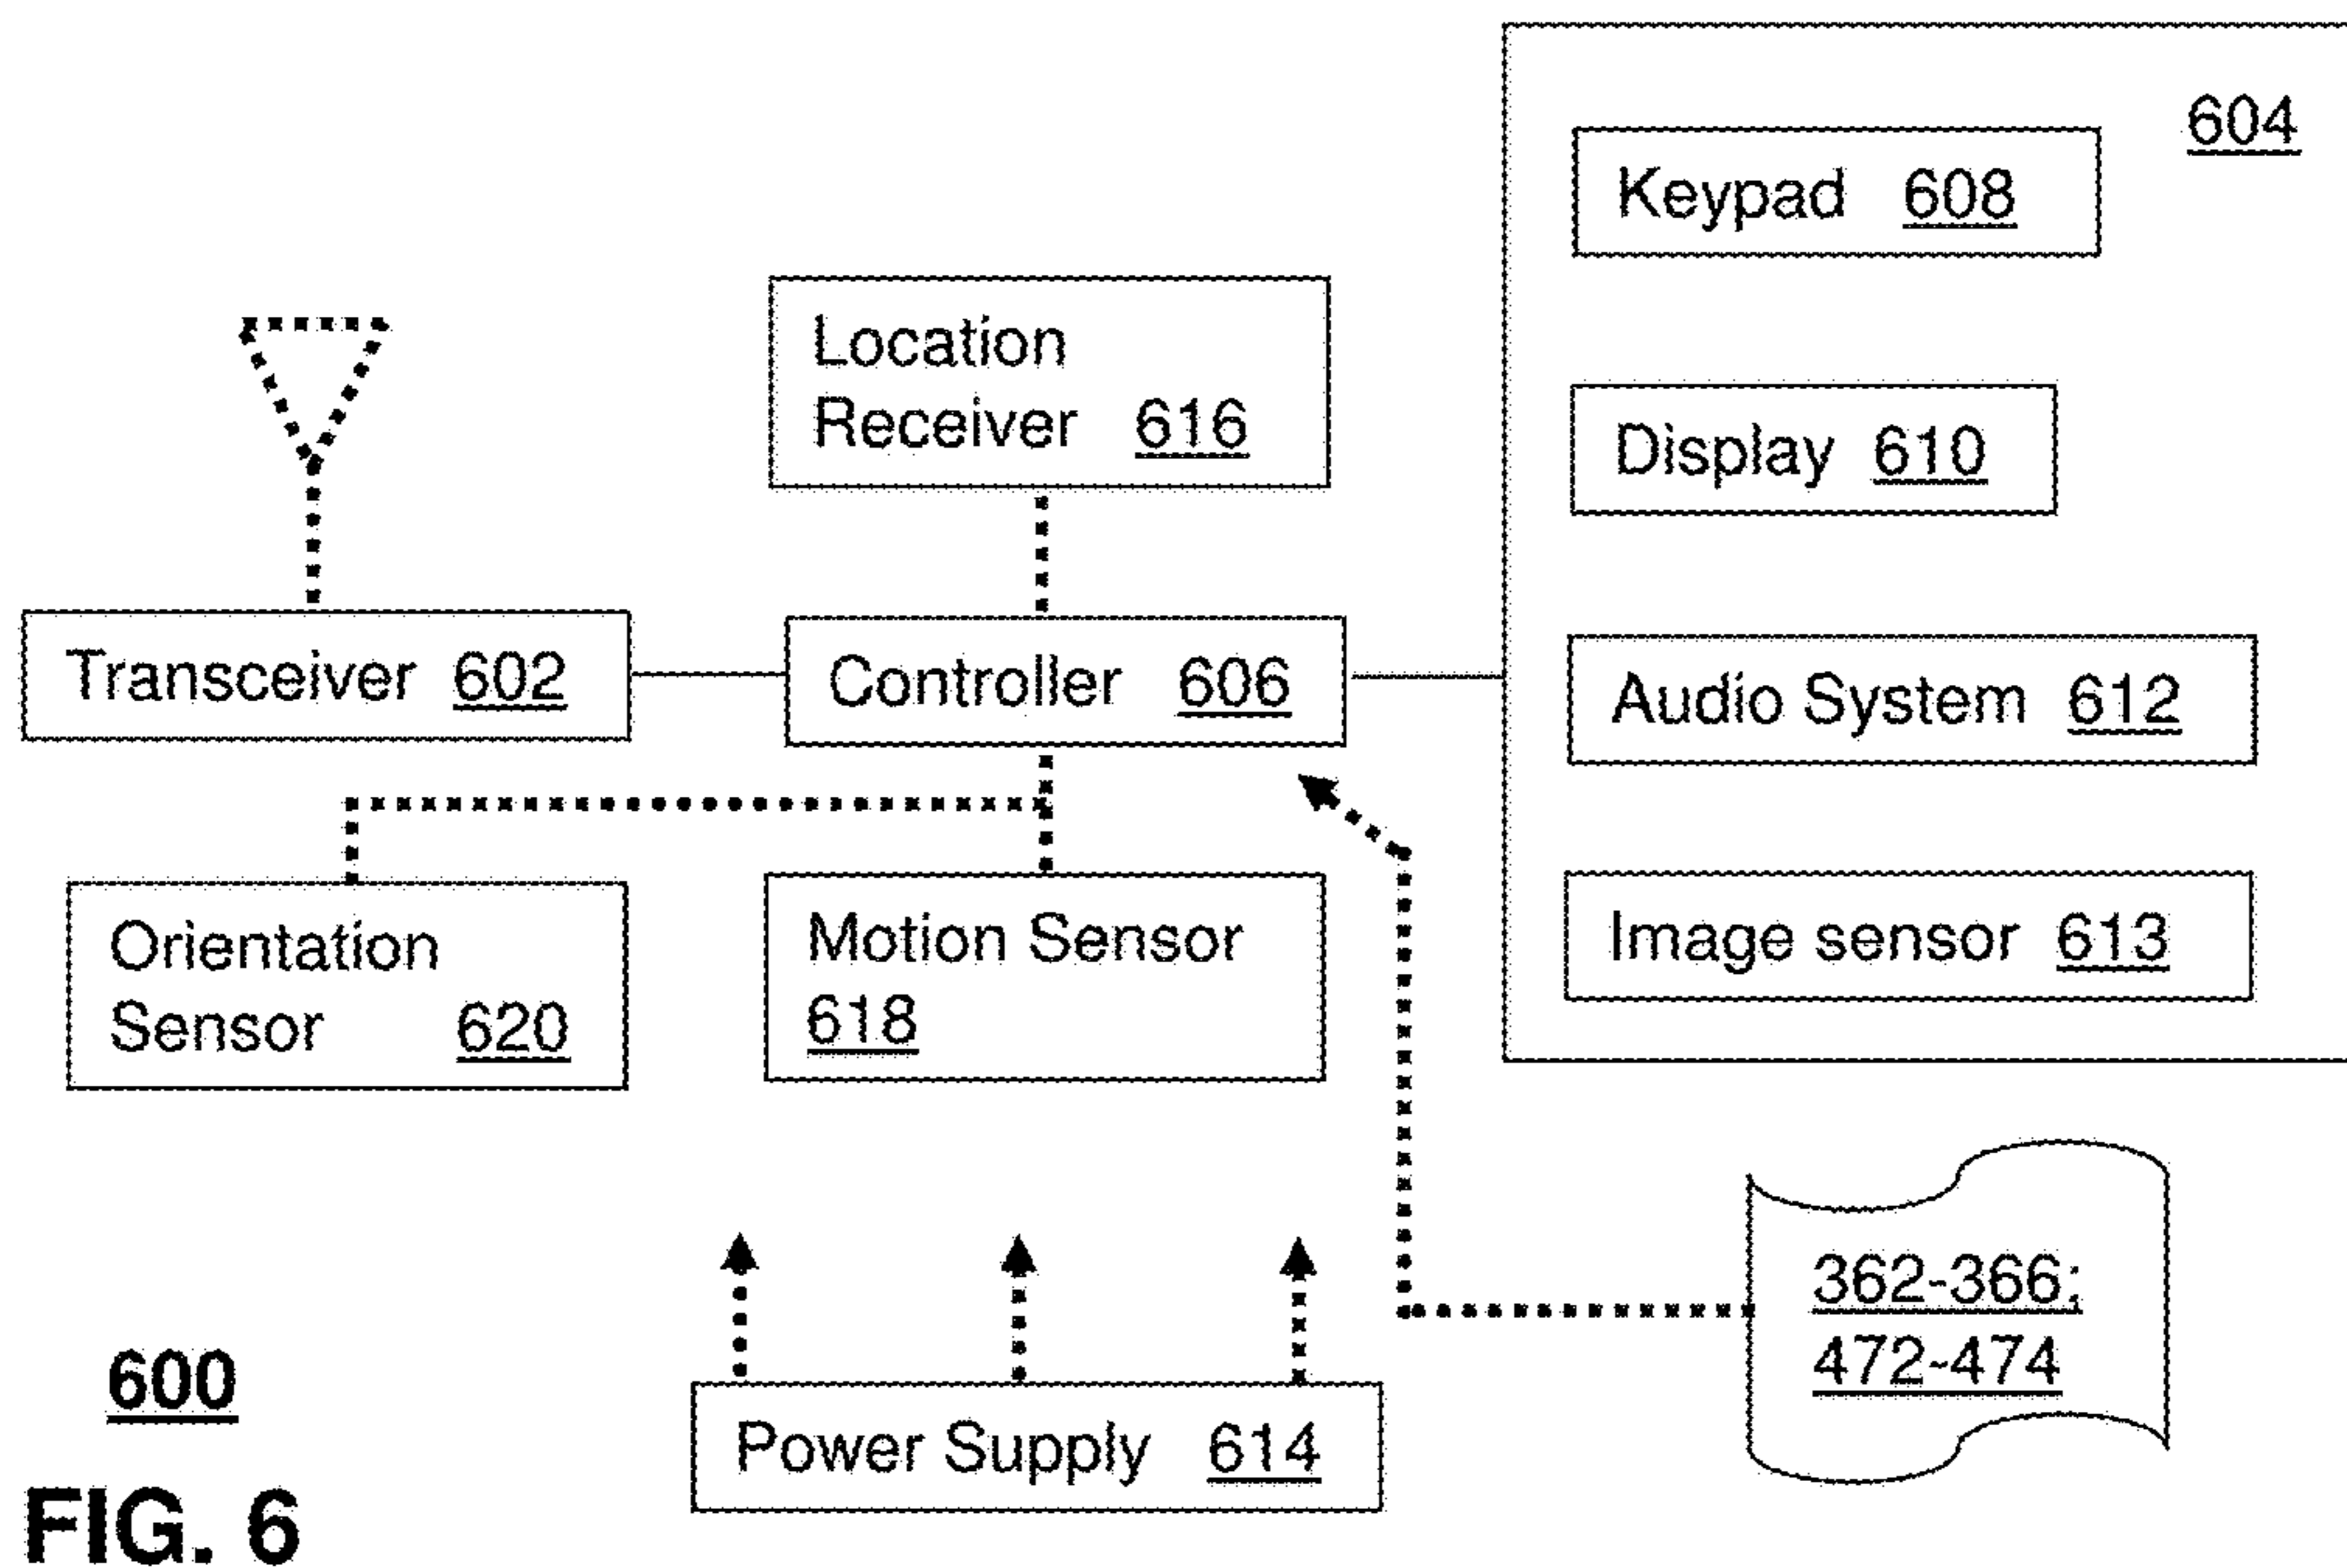 604
Keypad 608
Location
Receiver 616
Display 610
Transceiver 602
Controller 606
Audio System 612
Orientation
Sensor 620
Motion Sensor
618
Image sensor 613
362-366;
472-474
Power Supply 614
600
FIG. 6